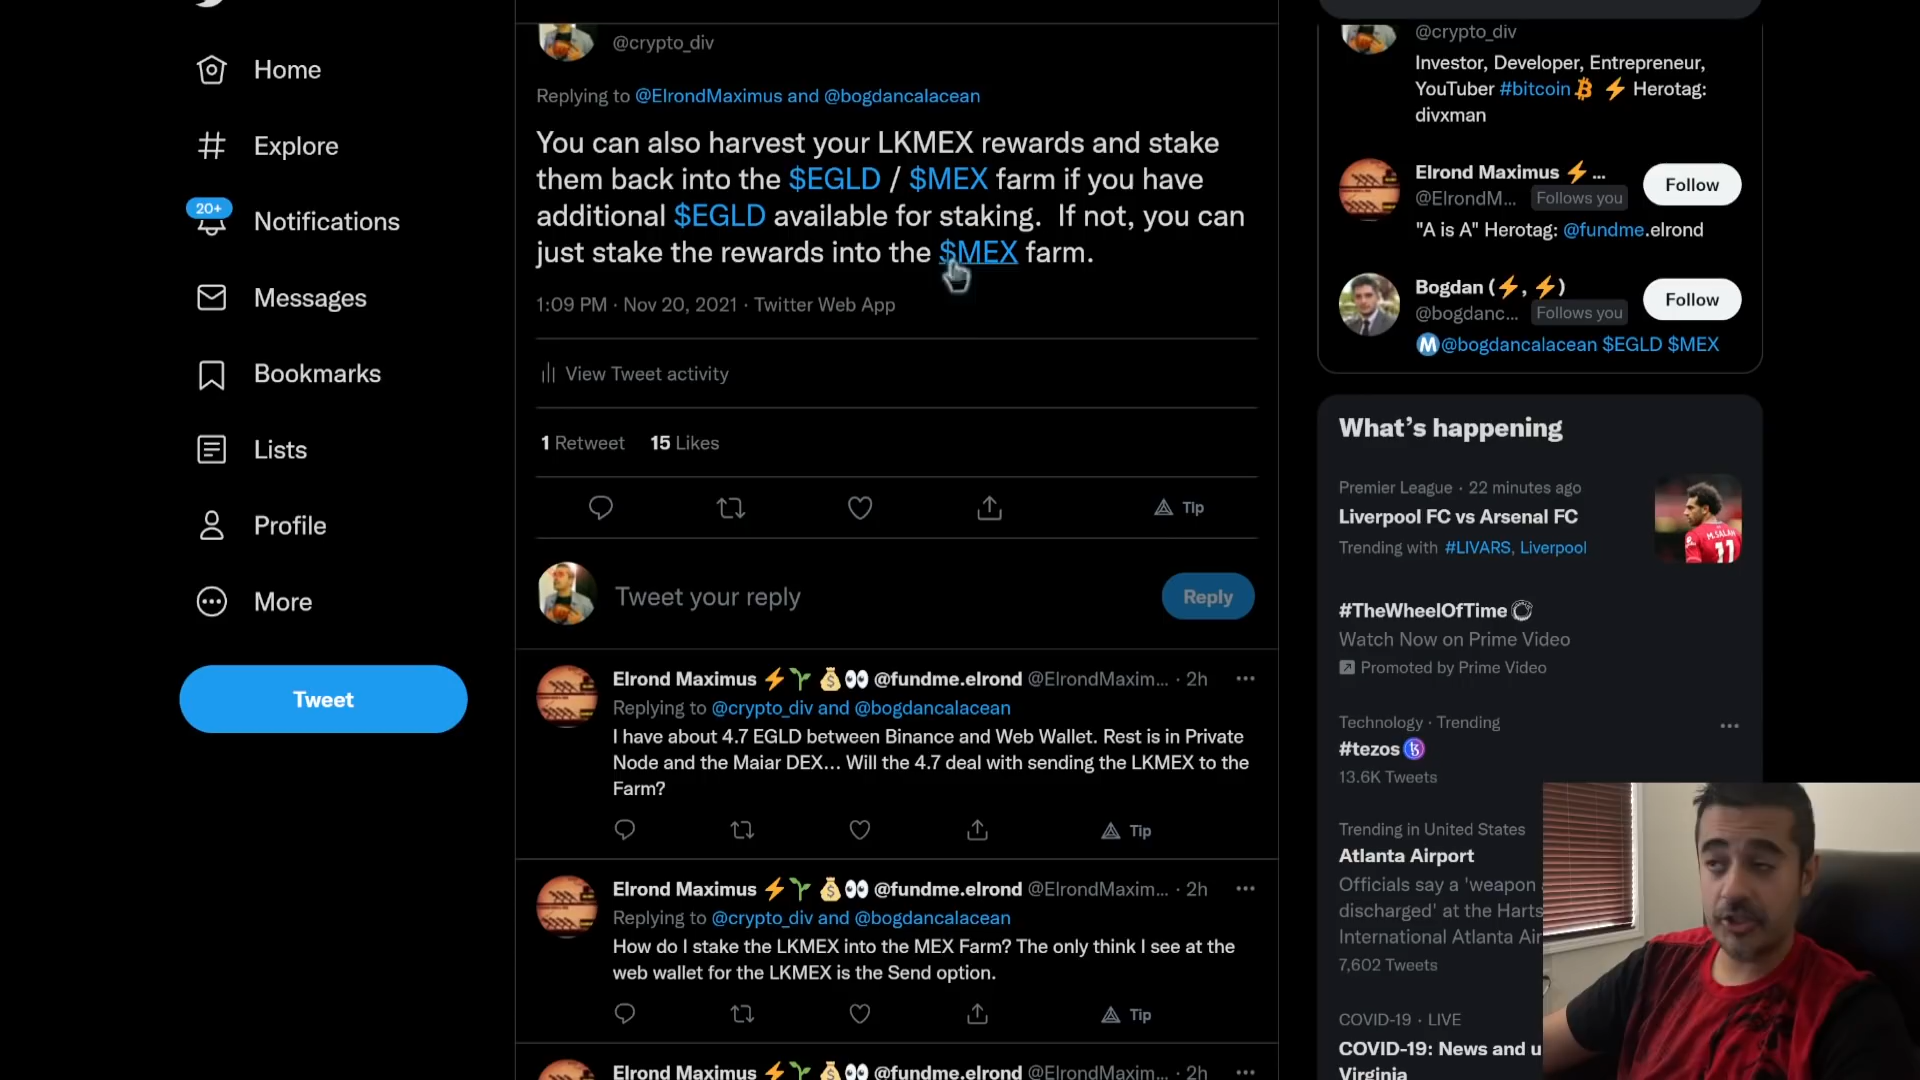 Home
Explore
20+
Notifications
Messages
Bookmarks
Lists
Profile
More
Tweet
@crypto_div
Replying to @ElrondMaximus and @bogdancalacean
You can also harvest your LKMEX rewards and stake
them back into the $EGLD / $MEX farm if you have
additional $EGLD available for staking. If not, you can
just stake the rewards into the $MEX farm.
1:09 PM · Nov 20, 2021 · Twitter Web App
View Tweet activity
1 Retweet 15 Likes
Tip
Tweet your reply
Reply
Elrond Maximus ⚡🌱💰👀 @fundme.elrond @ElrondMaxim... · 2h
Replying to @crypto_div and @bogdancalacean
I have about 4.7 EGLD between Binance and Web Wallet. Rest is in Private
Node and the Maiar DEX... Will the 4.7 deal with sending the LKMEX to the
Farm?
Tip
Elrond Maximus ⚡🌱💰👀 @fundme.elrond @ElrondMaxim... · 2h
Replying to @crypto_div and @bogdancalacean
How do I stake the LKMEX into the MEX Farm? The only think I see at the
web wallet for the LKMEX is the Send option.
Tip
Elrond Maximus ⚡🌱💰👀 @fundme.elrond @ElrondMaxim... · 2h
@crypto_div
Investor, Developer, Entrepreneur,
YouTuber #bitcoin ⚡ Herotag:
divxman
Elrond Maximus ⚡ ...
@ElrondM... Follows you
Follow
"A is A" Herotag: @fundme.elrond
Bogdan (⚡, ⚡)
@bogdanc... Follows you
Follow
Ⓜ@bogdancalacean $EGLD $MEX
What's happening
Premier League · 22 minutes ago
Liverpool FC vs Arsenal FC
Trending with #LIVARS, Liverpool
M.SALAH
11
#TheWheelOfTime
Watch Now on Prime Video
Promoted by Prime Video
Technology · Trending
#tezos
13.6K Tweets
Trending in United States
Atlanta Airport
Officials say a 'weapon
discharged' at the Harts
International Atlanta Air
7,602 Tweets
COVID-19 · LIVE
COVID-19: News and u
Virginia